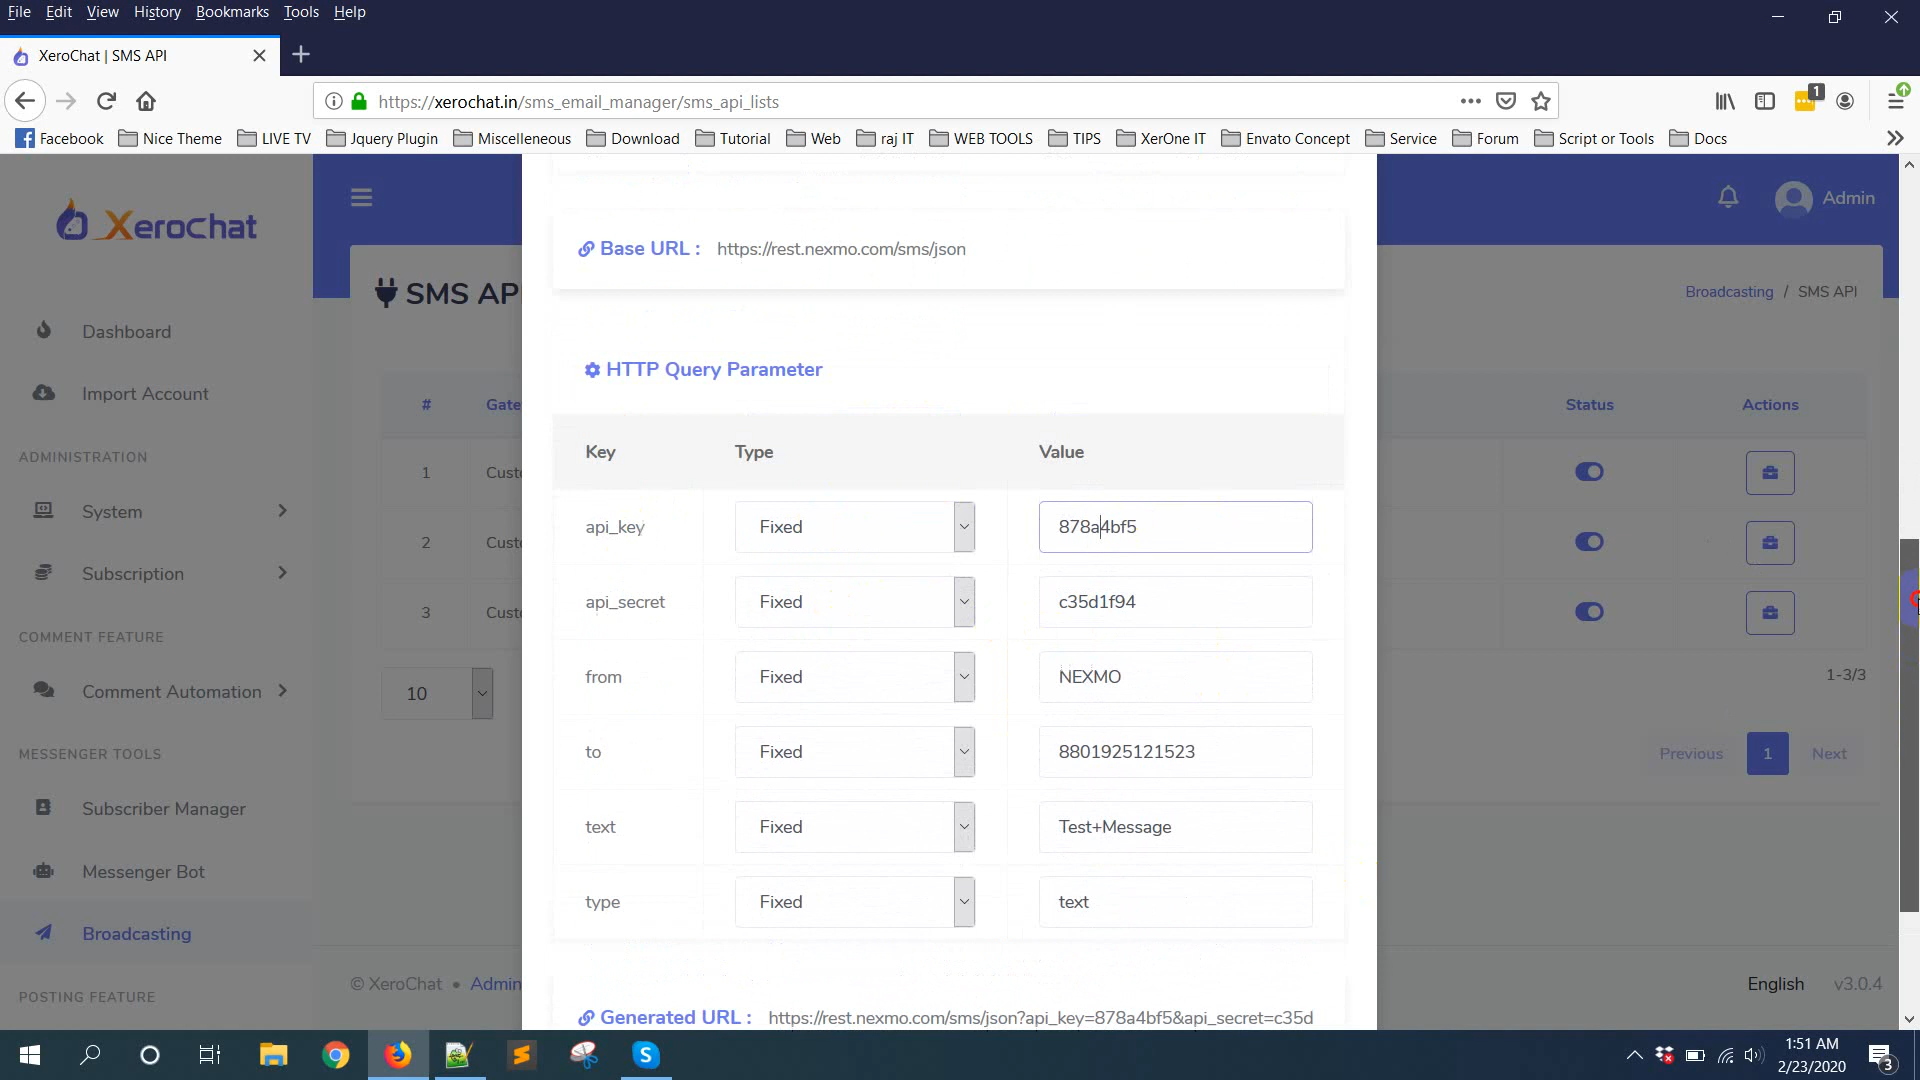 File Edit View History Bookmarks Tools Help
XeroChat | SMS API
https://xerochat.in/sms_email_manager/sms_api_lists
1
Facebook Nice Theme LIVE TV Jquery Plugin Miscelleneous Download Tutorial Web raj IT WEB TOOLS TIPS XerOne IT Envato Concept Service Forum Script or Tools Docs
XeroChat
Admin
Dashboard
Import Account
ADMINISTRATION
System
Subscription
COMMENT FEATURE
Comment Automation
MESSENGER TOOLS
Subscriber Manager
Messenger Bot
Broadcasting
POSTING FEATURE
SMS API
Broadcasting / SMS API
# Gate Status Actions
1 Custo
2 Custo
3 Custo
10
1-3/3
Previous 1 Next
© XeroChat • Admin
English v3.0.4
Base URL : https://rest.nexmo.com/sms/json
HTTP Query Parameter
Key Type Value
api_key Fixed 878a4bf5
api_secret Fixed c35d1f94
from Fixed NEXMO
to Fixed 8801925121523
text Fixed Test+Message
type Fixed text
Generated URL : https://rest.nexmo.com/sms/json?api_key=878a4bf5&api_secret=c35d
1:51 AM
2/23/2020
3